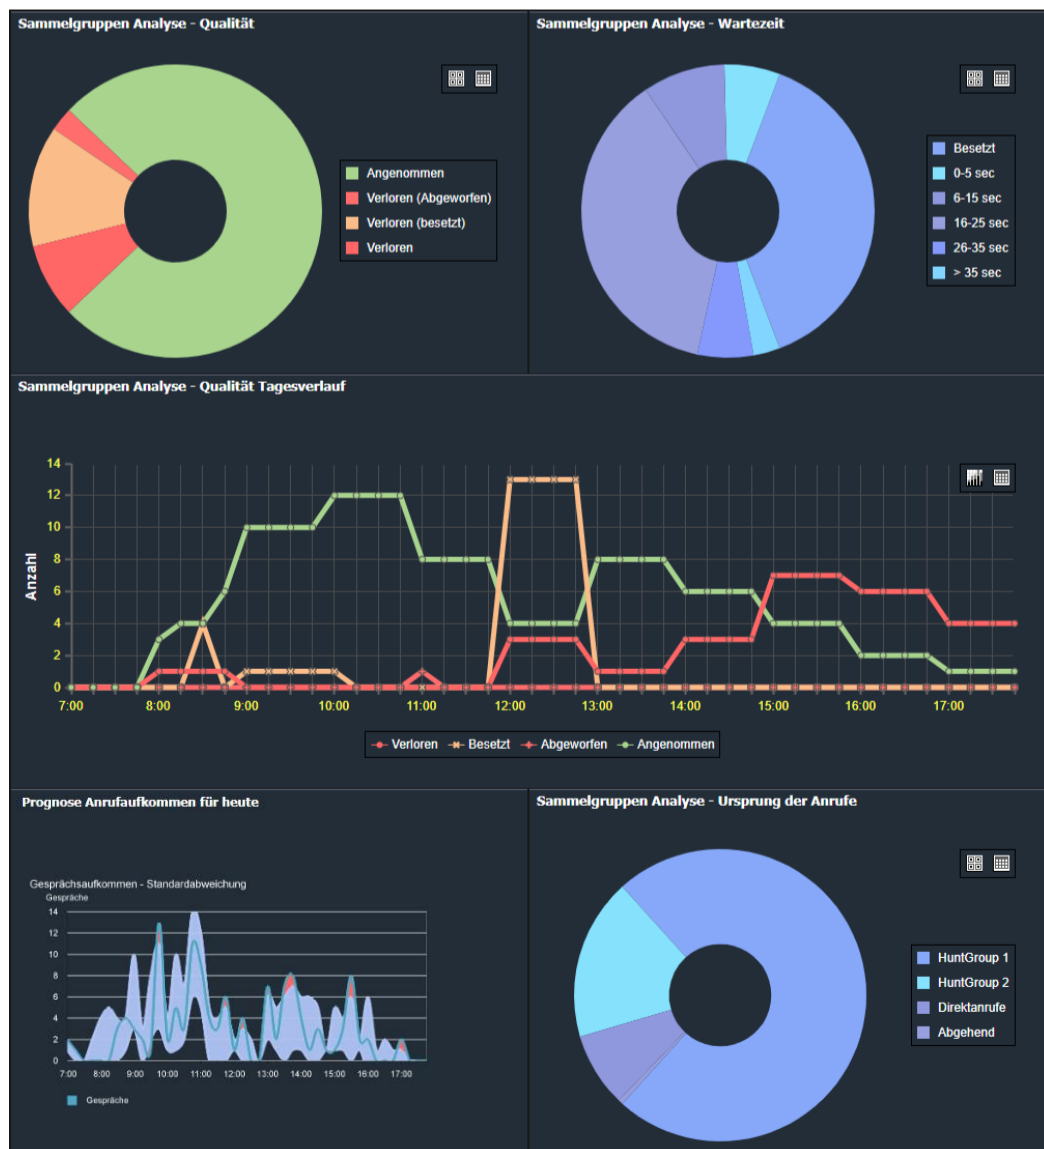 Sammelgruppen Analyse - Qualität
Angenommen
Verloren (Abgeworfen)
Verloren (besetzt)
Verloren
Sammelgruppen Analyse - Wartezeit
Besetzt
0-5 sec
6-15 sec
16-25 sec
26-35 sec
> 35 sec
Sammelgruppen Analyse - Qualität Tagesverlauf
Anzahl
14
12
10
8
6
4
2
0
7:00 8:00 9:00 10:00 11:00 12:00 13:00 14:00 15:00 16:00 17:00
Verloren Besetzt Abgeworfen Angenommen
Prognose Anrufaufkommen für heute
Gesprächsaufkommen - Standardabweichung
Gespräche
14
12
10
8
6
4
2
0
7:00 8:00 9:00 10:00 11:00 12:00 13:00 14:00 15:00 16:00 17:00
Gespräche
Sammelgruppen Analyse - Ursprung der Anrufe
HuntGroup 1
HuntGroup 2
Direktanrufe
Abgehend